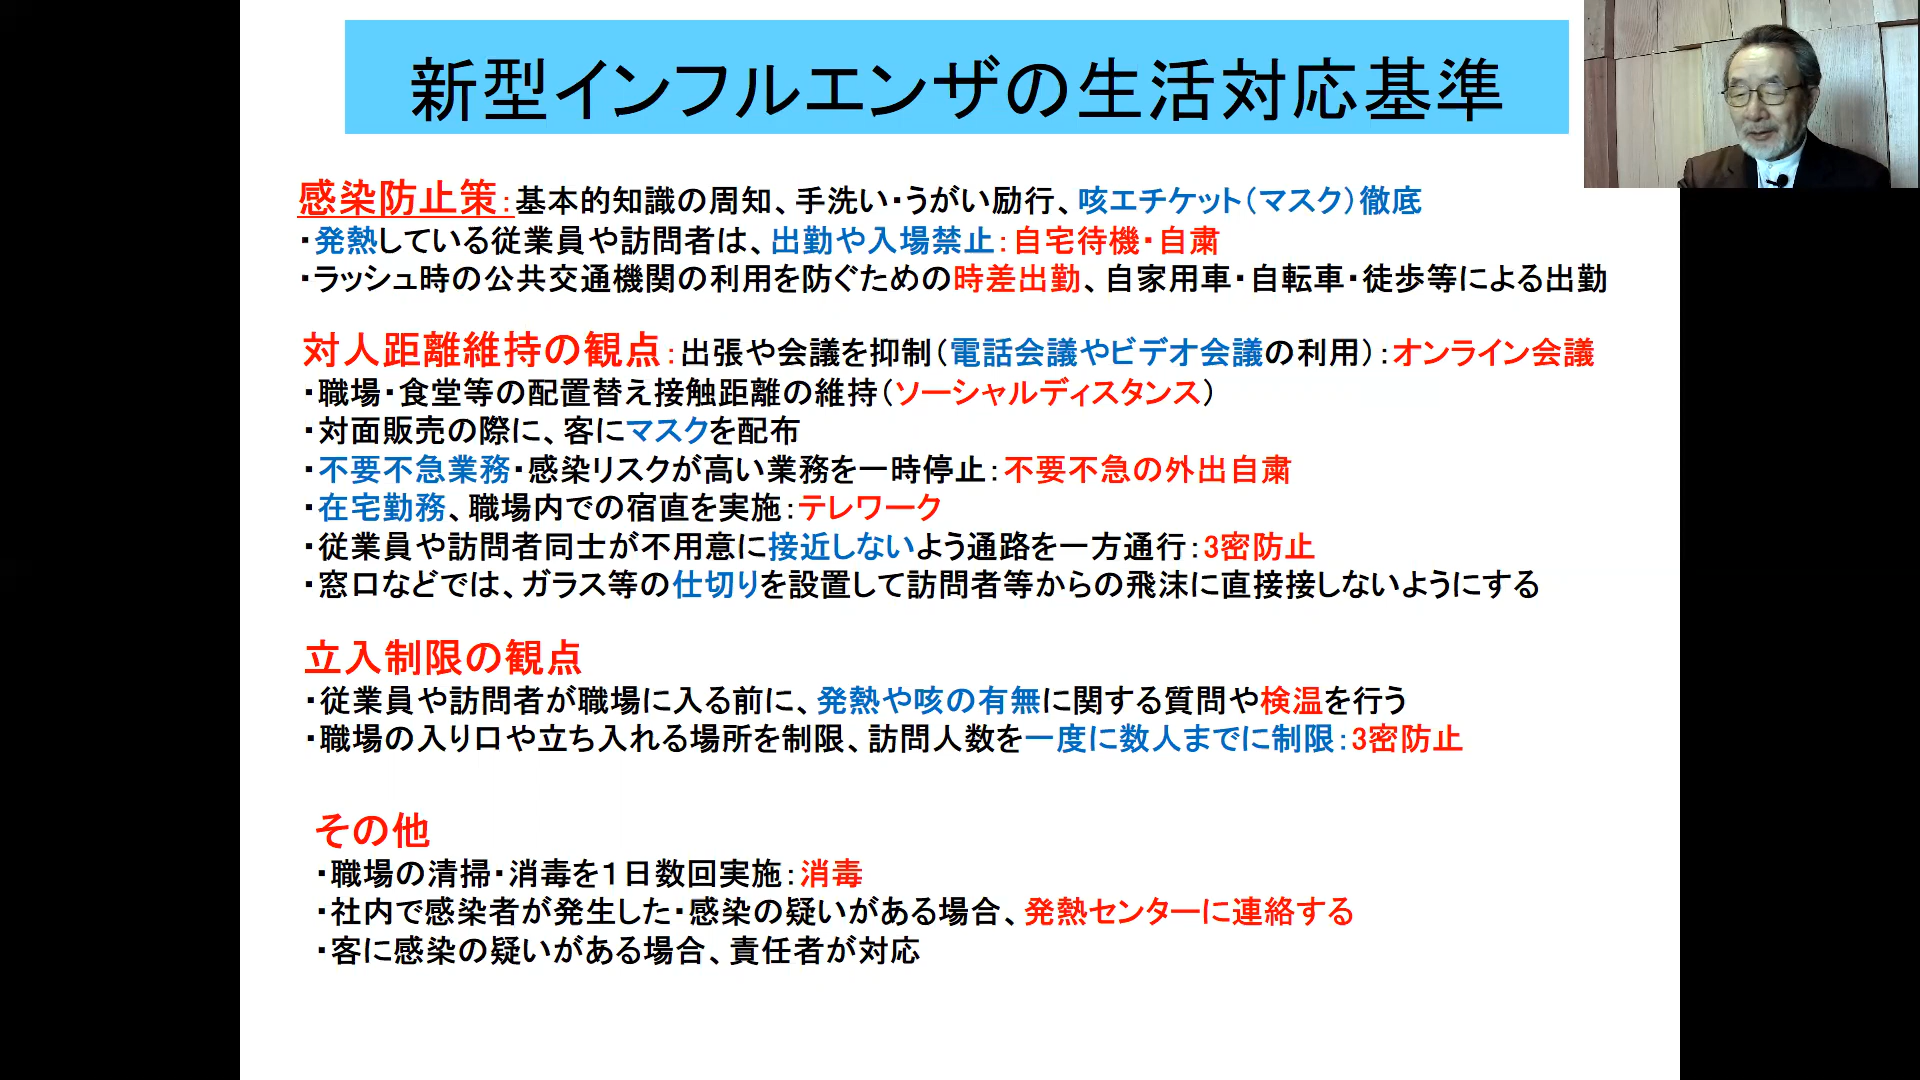 新型インフルエンザの生活対応基準
感染防止策：基本的知識の周知、手洗い・うがい励行、咳エチケット（マスク）徹底
・発熱している従業員や訪問者は、出勤や入場禁止：自宅待機・自粛
・ラッシュ時の公共交通機関の利用を防ぐための時差出勤、自家用車・自転車・徒歩等による出勤
対人距離維持の観点：出張や会議を抑制（電話会議やビデオ会議の利用）：オンライン会議
・職場・食堂等の配置替え接触距離の維持（ソーシャルディスタンス）
・対面販売の際に、客にマスクを配布
・不要不急業務・感染リスクが高い業務を一時停止：不要不急の外出自粛
・在宅勤務、職場内での宿直を実施：テレワーク
・従業員や訪問者同士が不用意に接近しないよう通路を一方通行：3密防止
・窓口などでは、ガラス等の仕切りを設置して訪問者等からの飛沫に直接接しないようにする
立入制限の観点
・従業員や訪問者が職場に入る前に、発熱や咳の有無に関する質問や検温を行う
・職場の入り口や立ち入れる場所を制限、訪問人数を一度に数人までに制限：3密防止
その他
・職場の清掃・消毒を１日数回実施：消毒
・社内で感染者が発生した・感染の疑いがある場合、発熱センターに連絡する
・客に感染の疑いがある場合、責任者が対応